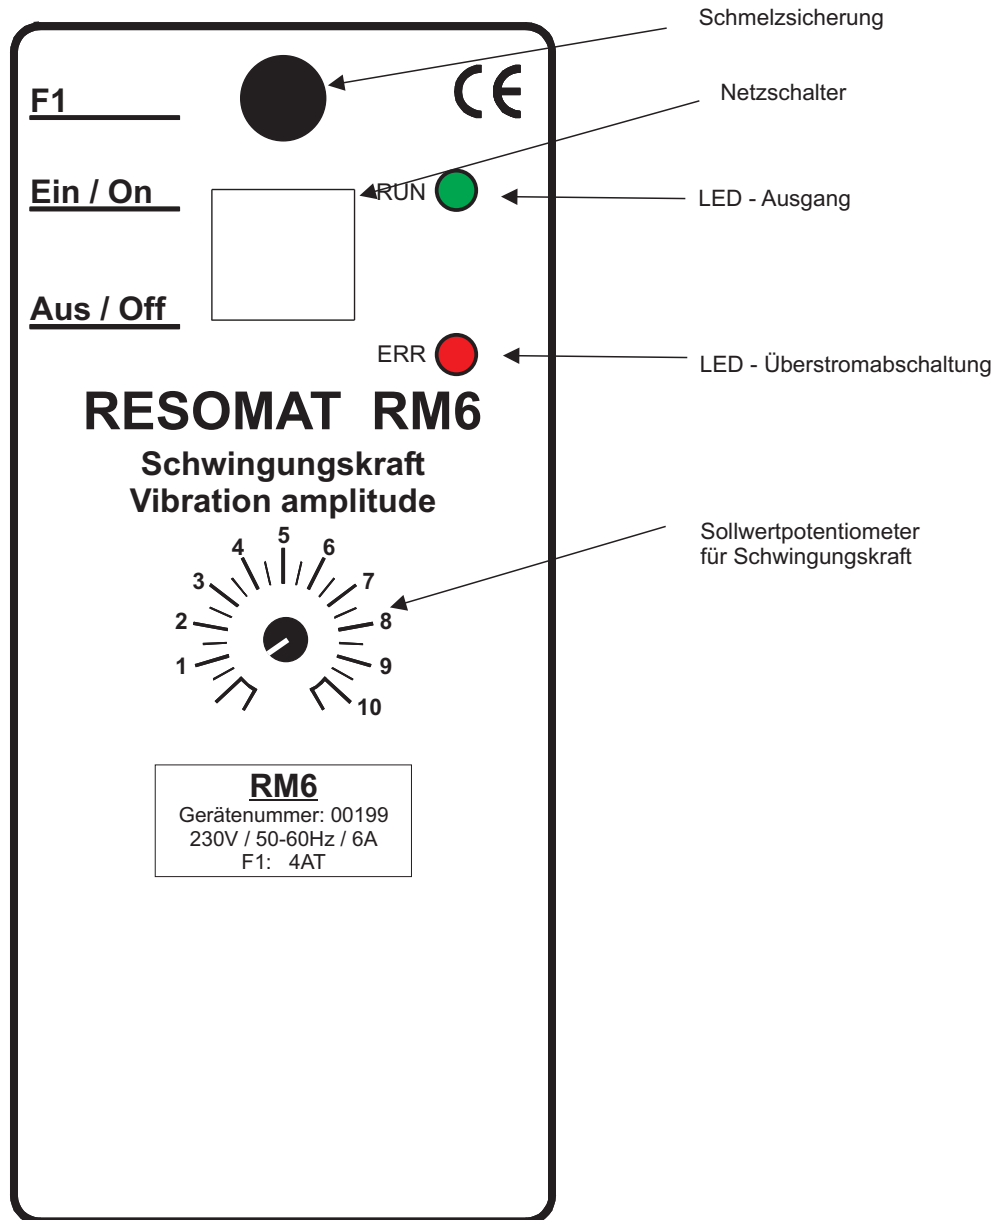 Schmelzsicherung
F1
CE
Netzschalter
Ein / On
RUN
LED - Ausgang
Aus / Off
ERR
LED - Überstromabschaltung
RESOMAT RM6
Schwingungskraft
Vibration amplitude
Sollwertpotentiometer
für Schwingungskraft
5
4
6
3
7
2
8
1
9
10
RM6
Gerätenummer: 00199
230V / 50-60Hz / 6A
F1: 4AT